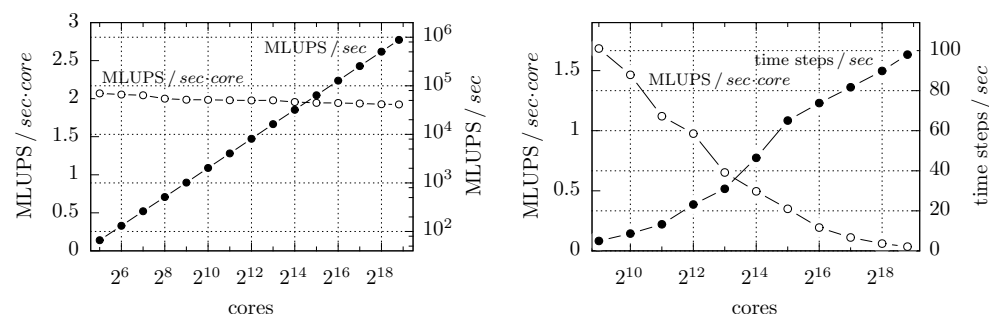 MLUPS / sec·core
3
2.5
2
1.5
1
0.5
0
MLUPS / sec
MLUPS / sec·core
10^6
10^5
10^4
10^3
10^2
MLUPS / sec
2^6 2^8 2^10 2^12 2^14 2^16 2^18
cores
MLUPS / sec·core
1.5
1
0.5
0
time steps / sec
MLUPS / sec·core
100
80
60
40
20
0
time steps / sec
2^10 2^12 2^14 2^16 2^18
cores